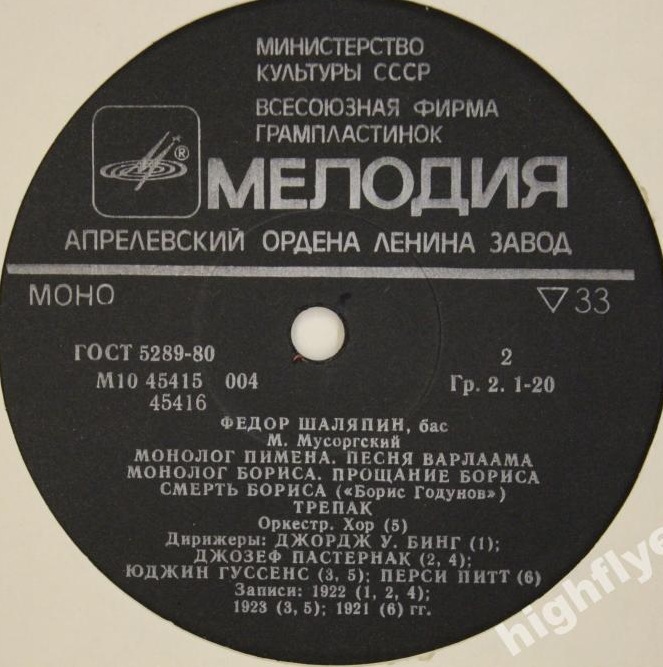 МИНИСТЕРСТВО
КУЛЬТУРЫ СССР
ВСЕСОЮЗНАЯ ФИРМА
ГРАМПЛАСТИНОК
®
МЕЛОДИЯ
АПРЕЛЕВСКИЙ ОРДЕНА ЛЕНИНА ЗАВОД
МОНО ▽33
ГОСТ 5289-80 2
М10 45415 004 Гр. 2. 1-20
45416
ФЕДОР ШАЛЯПИН, бас
М. Мусоргский
МОНОЛОГ ПИМЕНА. ПЕСНЯ ВАРЛААМА
МОНОЛОГ БОРИСА. ПРОЩАНИЕ БОРИСА
СМЕРТЬ БОРИСА («Борис Годунов»)
ТРЕПАК
Оркестр. Хор (5)
Дирижеры: ДЖОРДЖ У. БИНГ (1);
ДЖОЗЕФ ПАСТЕРНАК (2, 4);
ЮДЖИН ГУССЕНС (3, 5); ПЕРСИ ПИТТ (6)
Записи: 1922 (1, 2, 4);
1923 (3, 5); 1921 (6) гг.
highflye